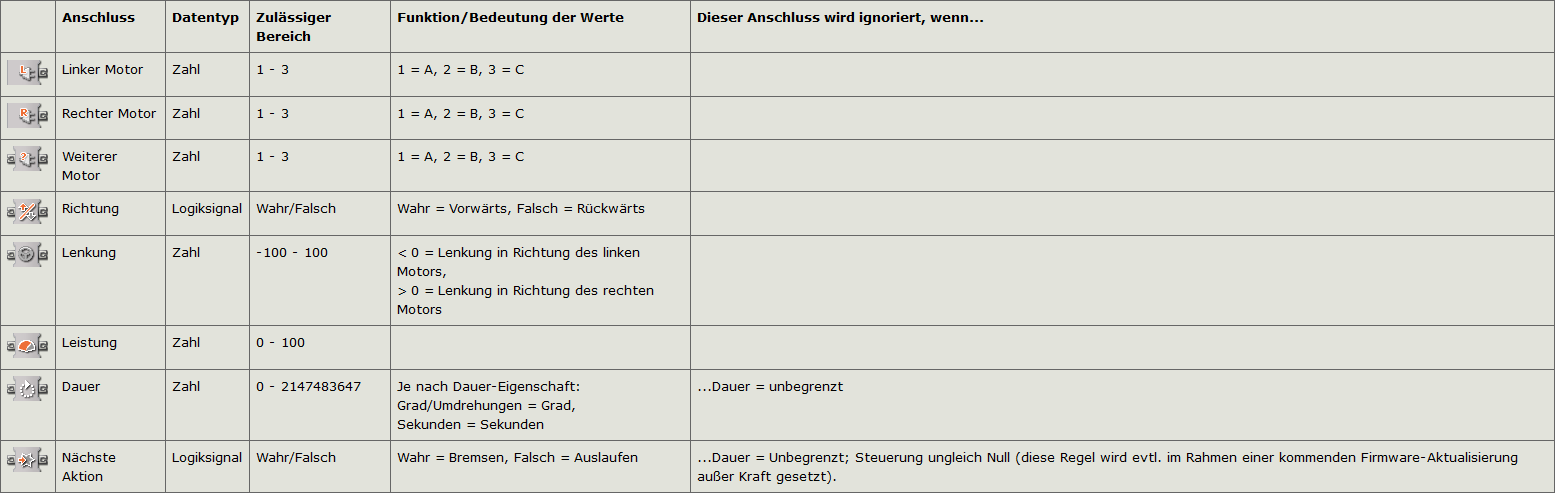 Anschluss Datentyp Zulässiger Bereich Funktion/Bedeutung der Werte Dieser Anschluss wird ignoriert, wenn...
L Linker Motor Zahl 1 - 3 1 = A, 2 = B, 3 = C
R Rechter Motor Zahl 1 - 3 1 = A, 2 = B, 3 = C
? Weiterer Motor Zahl 1 - 3 1 = A, 2 = B, 3 = C
Richtung Logiksignal Wahr/Falsch Wahr = Vorwärts, Falsch = Rückwärts
Lenkung Zahl -100 - 100 < 0 = Lenkung in Richtung des linken
Motors,
> 0 = Lenkung in Richtung des rechten
Motors
Leistung Zahl 0 - 100
Dauer Zahl 0 - 2147483647 Je nach Dauer-Eigenschaft:
Grad/Umdrehungen = Grad,
Sekunden = Sekunden
...Dauer = unbegrenzt
Nächste Aktion Logiksignal Wahr/Falsch Wahr = Bremsen, Falsch = Auslaufen
...Dauer = Unbegrenzt; Steuerung ungleich Null (diese Regel wird evtl. im Rahmen einer kommenden Firmware-Aktualisierung
außer Kraft gesetzt).